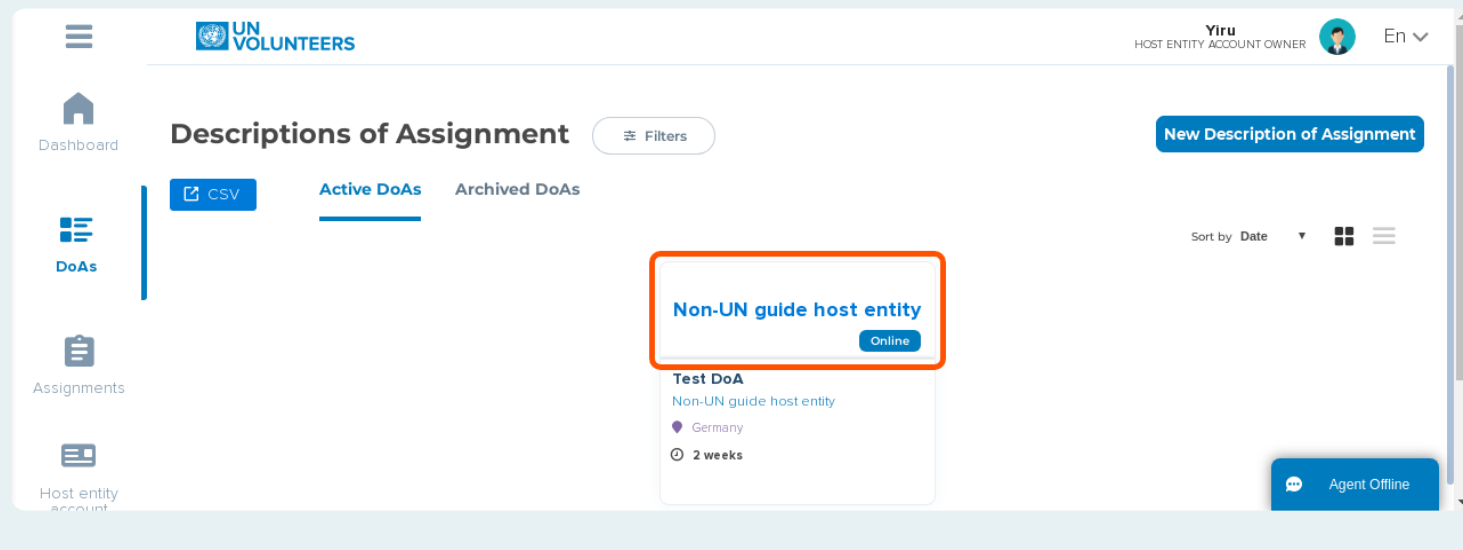 UN
VOLUNTEERS
Yiru
HOST ENTITY ACCOUNT OWNER
En
Dashboard
Descriptions of Assignment
Filters
New Description of Assignment
CSV
Active DoAs
Archived DoAs
Sort by Date
DoAs
Non-UN guide host entity
Online
Test DoA
Non-UN guide host entity
Germany
2 weeks
Assignments
Host entity
account
Agent Offline